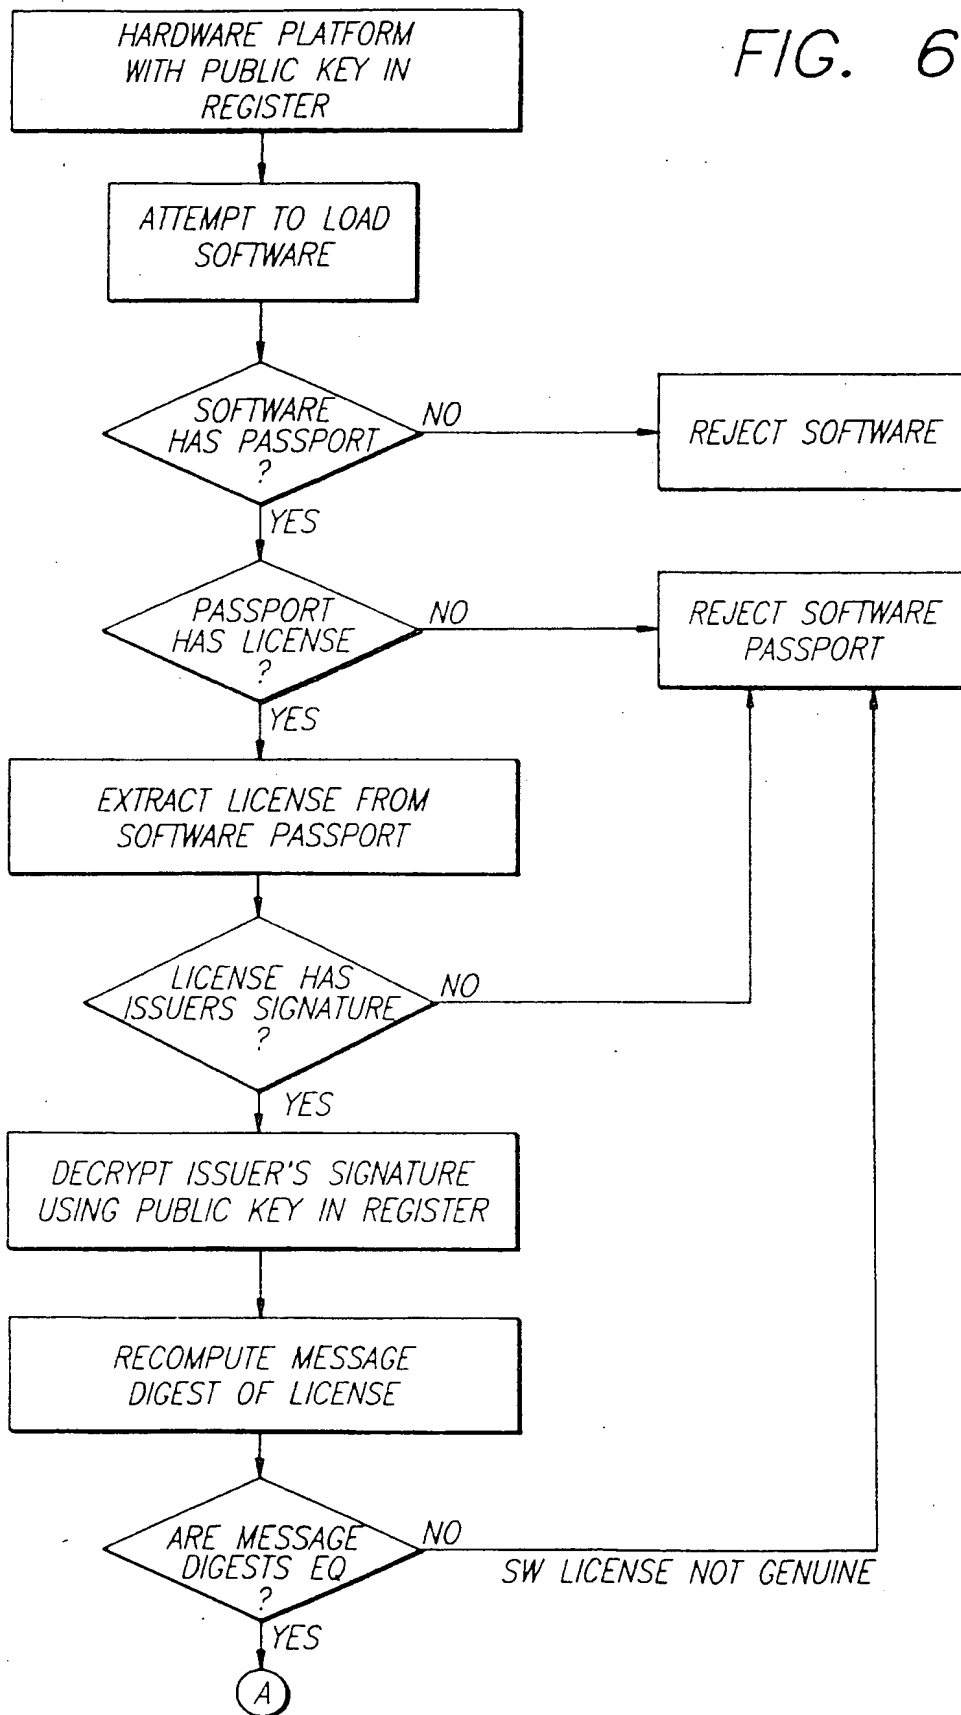 FIG. 6
HARDWARE PLATFORM
WITH PUBLIC KEY IN
REGISTER
ATTEMPT TO LOAD
SOFTWARE
SOFTWARE
HAS PASSPORT
?
NO
REJECT SOFTWARE
YES
PASSPORT
HAS LICENSE
?
NO
REJECT SOFTWARE
PASSPORT
YES
EXTRACT LICENSE FROM
SOFTWARE PASSPORT
LICENSE HAS
ISSUERS SIGNATURE
?
NO
YES
DECRYPT ISSUER'S SIGNATURE
USING PUBLIC KEY IN REGISTER
RECOMPUTE MESSAGE
DIGEST OF LICENSE
ARE MESSAGE
DIGESTS EQ
?
NO
SW LICENSE NOT GENUINE
YES
A